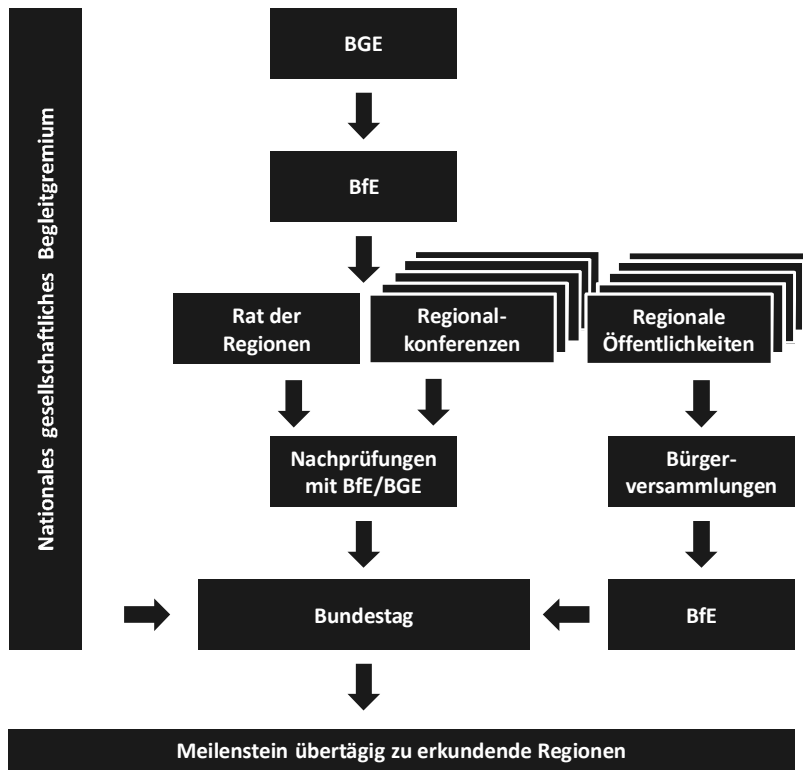 Nationales gesellschaftliches Begleitgremium
BGE
BfE
Rat der
Regionen
Regional-
konferenzen
Regionale
Öffentlichkeiten
Nachprüfungen
mit BfE/BGE
Bürger-
versammlungen
Bundestag
BfE
Meilenstein übertägig zu erkundende Regionen